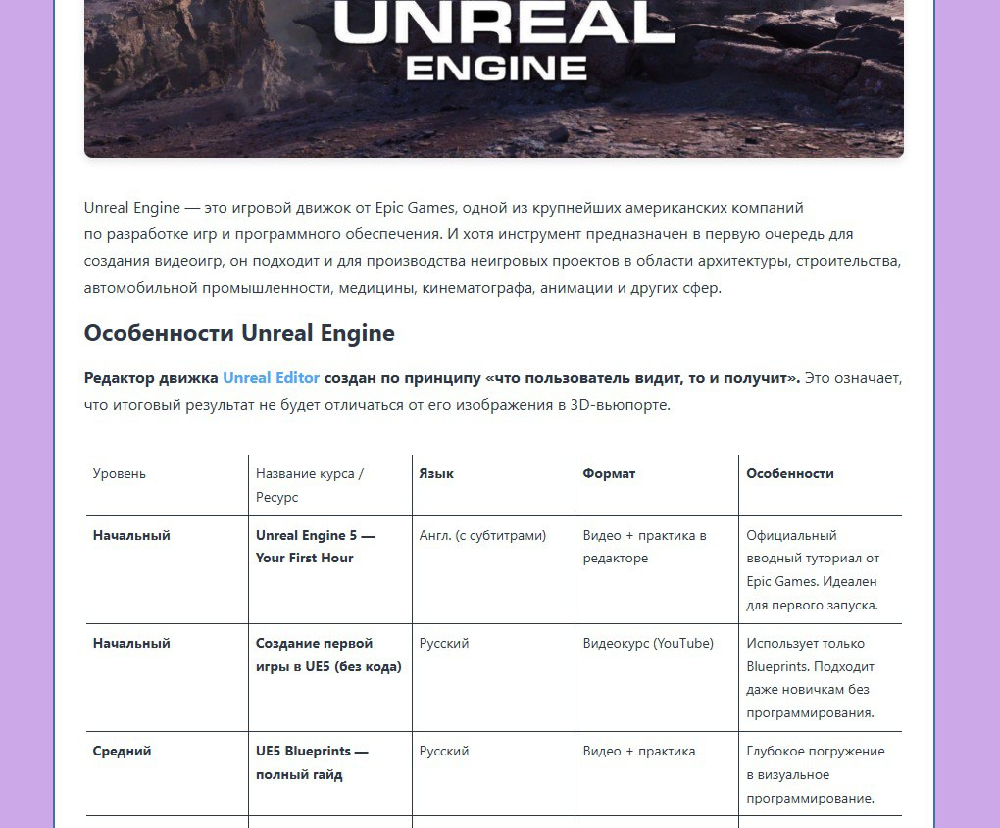 UNREAL
ENGINE
Unreal Engine — это игровой движок от Epic Games, одной из крупнейших американских компаний
по разработке игр и программного обеспечения. И хотя инструмент предназначен в первую очередь для
создания видеоигр, он подходит и для производства неигровых проектов в области архитектуры, строительства,
автомобильной промышленности, медицины, кинематографа, анимации и других сфер.
Особенности Unreal Engine
Редактор движка Unreal Editor создан по принципу «что пользователь видит, то и получит». Это означает,
что итоговый результат не будет отличаться от его изображения в 3D-вьюпорте.
Уровень
Название курса /
Ресурс
Язык
Формат
Особенности
Начальный
Unreal Engine 5 —
Your First Hour
Англ. (с субтитрами)
Видео + практика в
редакторе
Официальный
вводный туториал от
Epic Games. Идеален
для первого запуска.
Начальный
Создание первой
игры в UE5 (без кода)
Русский
Видеокурс (YouTube)
Использует только
Blueprints. Подходит
даже новичкам без
программирования.
Средний
UE5 Blueprints —
полный гайд
Русский
Видео + практика
Глубокое погружение
в визуальное
программирование.